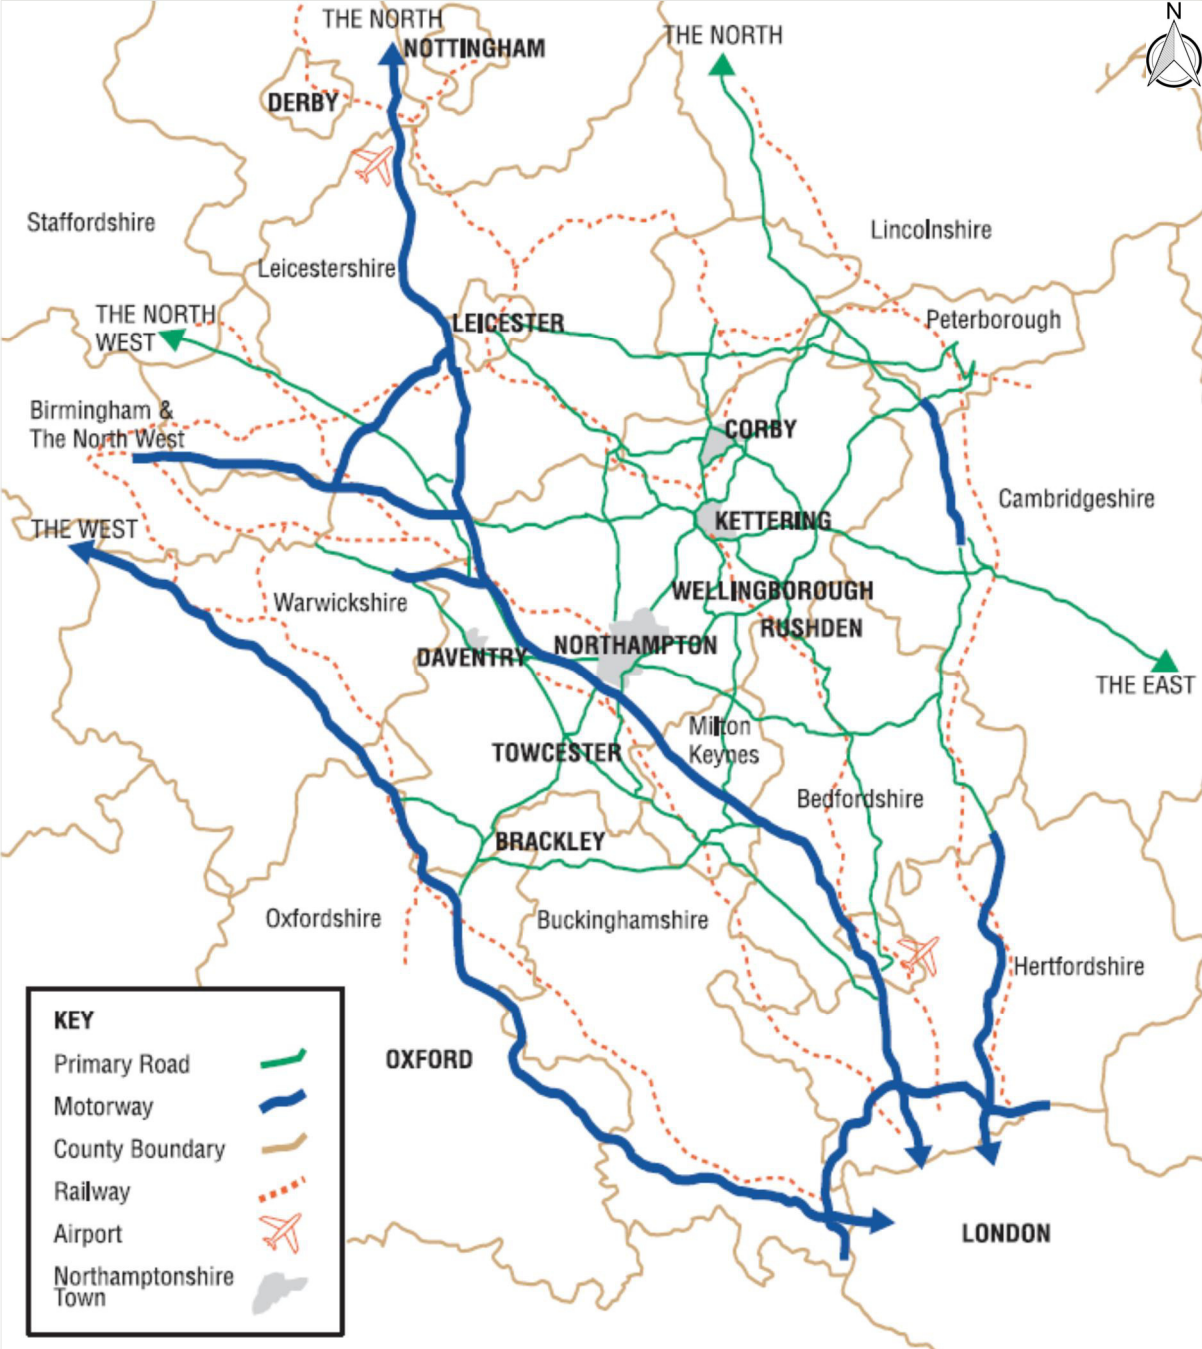 N
THE NORTH
THE NORTH
NOTTINGHAM
DERBY
Staffordshire
Lincolnshire
Leicestershire
THE NORTH
WEST
LEICESTER
Peterborough
Birmingham &
The North West
CORBY
Cambridgeshire
THE WEST
KETTERING
WELLINGBOROUGH
Warwickshire
RUSHDEN
DAVENTRY
NORTHAMPTON
THE EAST
Milton
Keynes
TOWCESTER
Bedfordshire
BRACKLEY
Oxfordshire
Buckinghamshire
Hertfordshire
OXFORD
LONDON
KEY
Primary Road
Motorway
County Boundary
Railway
Airport
Northamptonshire
Town